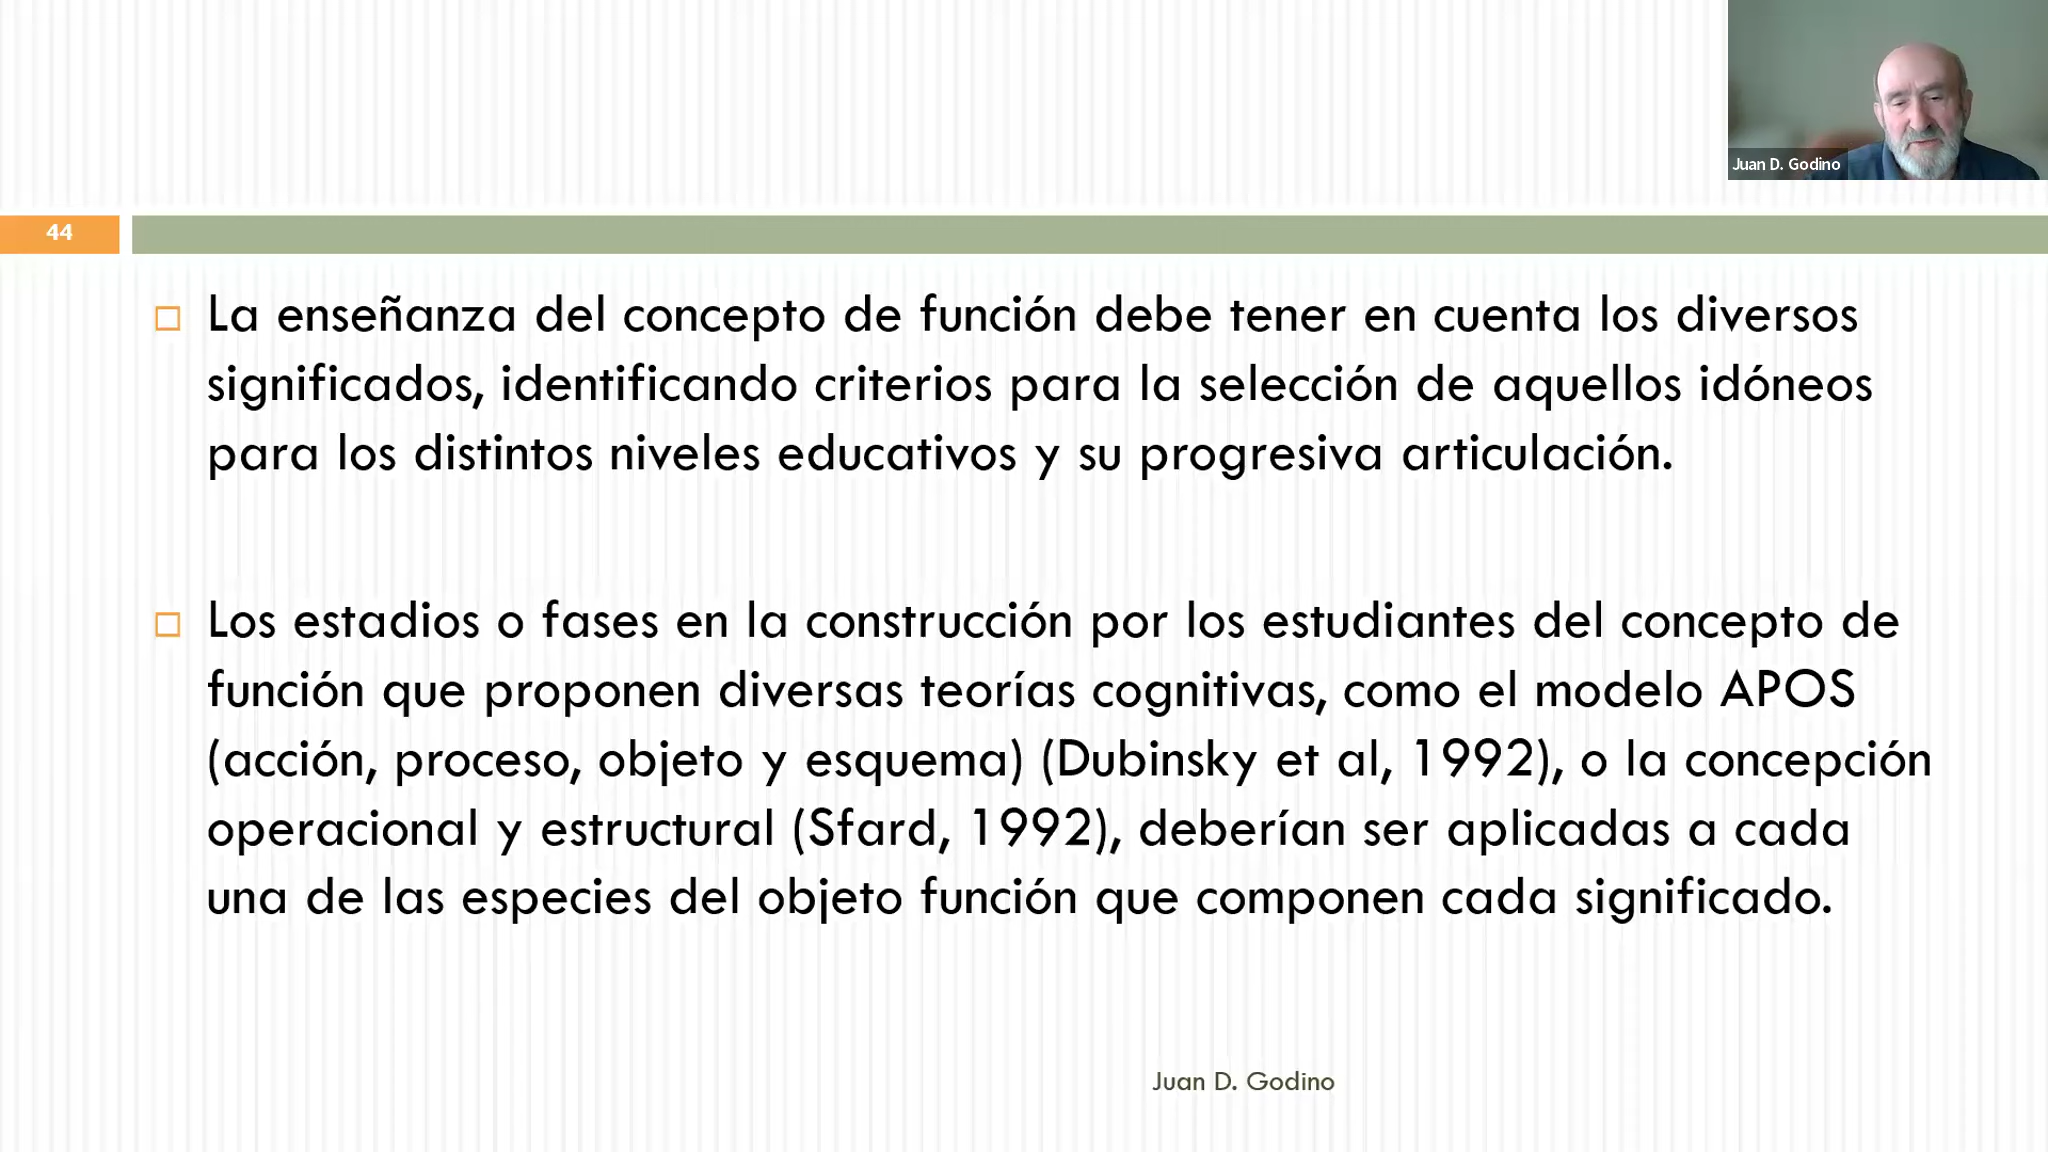 Juan D. Godino
44
La enseñanza del concepto de función debe tener en cuenta los diversos
significados, identificando criterios para la selección de aquellos idóneos
para los distintos niveles educativos y su progresiva articulación.
Los estadios o fases en la construcción por los estudiantes del concepto de
función que proponen diversas teorías cognitivas, como el modelo APOS
(acción, proceso, objeto y esquema) (Dubinsky et al, 1992), o la concepción
operacional y estructural (Sfard, 1992), deberían ser aplicadas a cada
una de las especies del objeto función que componen cada significado.
Juan D. Godino